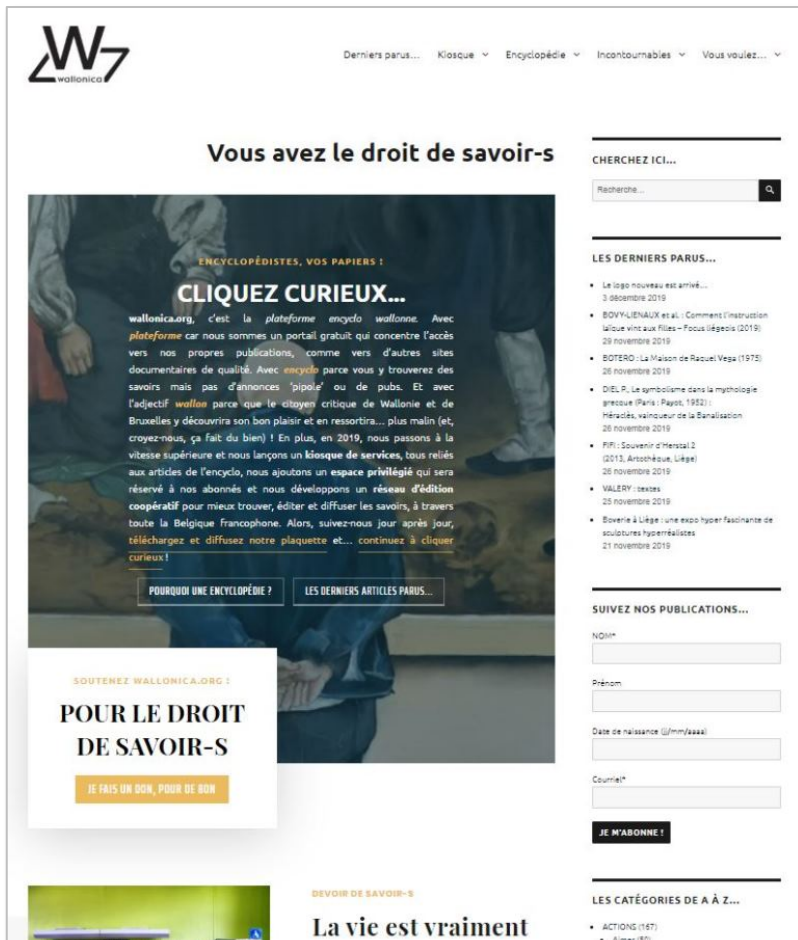 wallonica
Derniers parus... Kiosque Encyclopédie Incontournables Vous voulez...
Vous avez le droit de savoir-s
ENCYCLOPÉDISTES, VOS PAPIERS !
CLIQUEZ CURIEUX...
wallonica.org, c'est la plateforme encyclo wallonne. Avec
plateforme car nous sommes un portail gratuit qui concentre l'accès
vers nos propres publications, comme vers d'autres sites
documentaires de qualité. Avec encyclo parce vous y trouverez des
savoirs mais pas d'annonces 'pipole' ou de pubs. Et avec
l'adjectif wallon parce que le citoyen critique de Wallonie et de
Bruxelles y découvrira son bon plaisir et en ressortira... plus malin (et,
croyez-nous, ça fait du bien) ! En plus, en 2019, nous passons à la
vitesse supérieure et nous lançons un kiosque de services, tous reliés
aux articles de l'encyclo, nous ajoutons un espace privilégié qui sera
réservé à nos abonnés et nous développons un réseau d'édition
coopératif pour mieux trouver, éditer et diffuser les savoirs, à travers
toute la Belgique francophone. Alors, suivez-nous jour après jour,
téléchargez et diffusez notre plaquette et... continuez à cliquer
curieux !
POURQUOI UNE ENCYCLOPÉDIE ? LES DERNIERS ARTICLES PARUS...
SOUTENEZ WALLONICA.ORG :
POUR LE DROIT
DE SAVOIR-S
JE FAIS UN DON, POUR DE BON
DEVOIR DE SAVOIR-S
La vie est vraiment
CHERCHEZ ICI...
Recherche...
LES DERNIERS PARUS...
Le logo nouveau est arrivé...
3 décembre 2019
BOVY-LIENAUX et al. : Comment l'instruction
laïque vint aux filles – Focus liégeois (2019)
29 novembre 2019
BOTERO : La Maison de Raquel Vega (1975)
26 novembre 2019
DIEL P., Le symbolisme dans la mythologie
grecque (Paris : Payot, 1952) :
Héraclès, vainqueur de la Banalisation
26 novembre 2019
FIFI : Souvenir d'Herstal 2
(2013, Artothèque, Liège)
26 novembre 2019
VALERY : textes
25 novembre 2019
Boverie à Liège : une expo hyper fascinante de
sculptures hyperréalistes
21 novembre 2019
SUIVEZ NOS PUBLICATIONS...
NOM*
Prénom
Date de naissance (jj/mm/aaaa)
Courriel*
JE M'ABONNE !
LES CATÉGORIES DE A À Z...
ACTIONS (167)